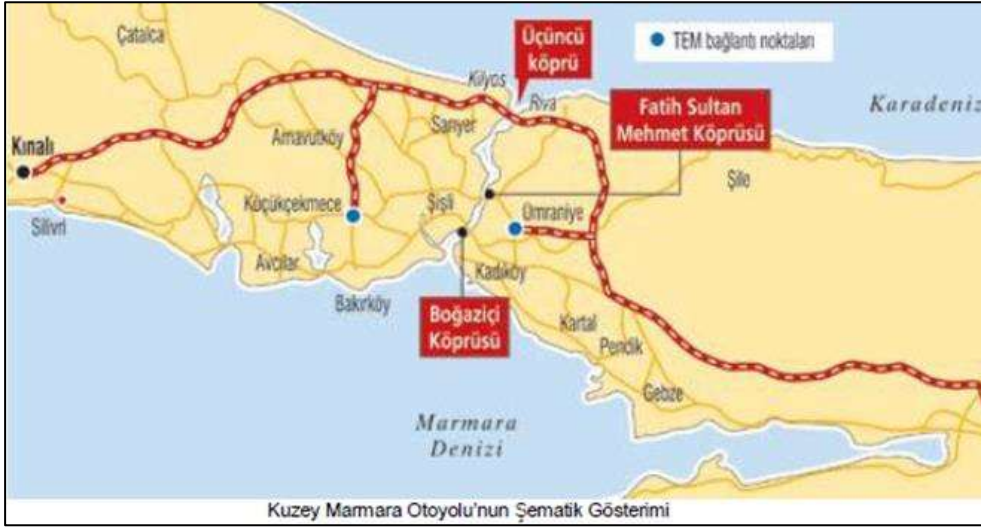 Çatalca
Üçüncü
köprü
TEM bağlantı noktaları
Kilyos
Riva
Karadeniz
Fatih Sultan
Mehmet Köprüsü
Sarıyer
Arnavutköy
Kınalı
Şile
Küçükçekmece
Şişli
Ümraniye
Silivri
Avcılar
Kadıköy
Bakırköy
Boğaziçi
Köprüsü
Kartal
Pendik
Gebze
Marmara
Denizi
Kuzey Marmara Otoyolu'nun Şematik Gösterimi